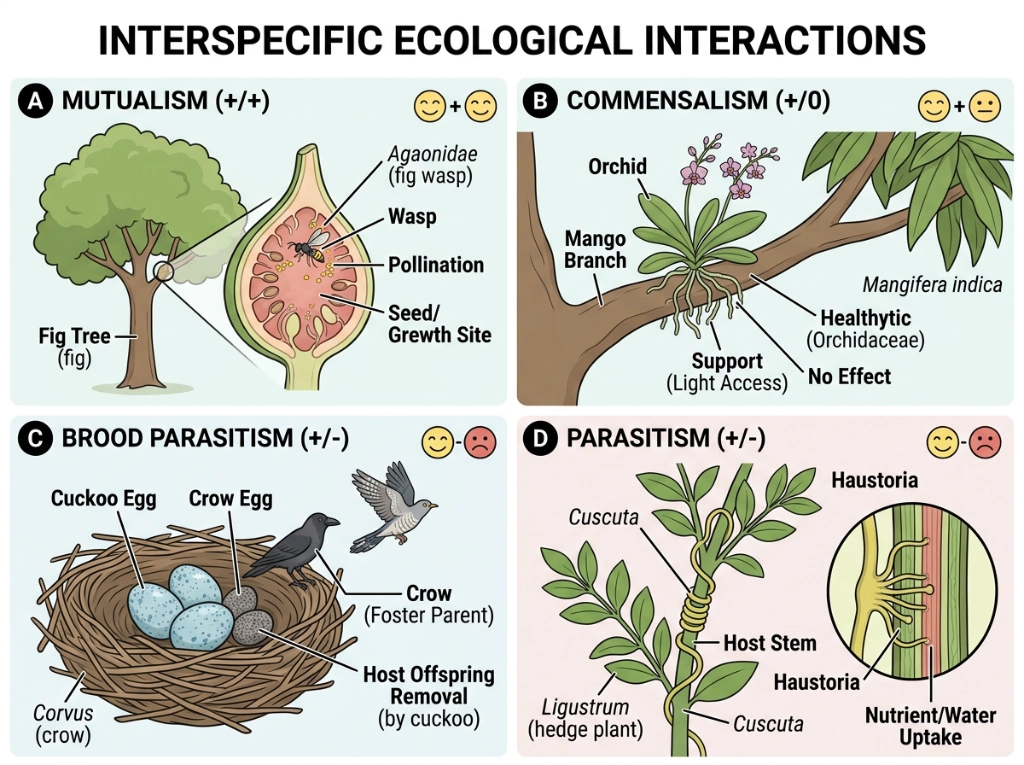 INTERSPECIFIC ECOLOGICAL INTERACTIONS
A MUTUALISM (+/+)
+
Agaonidae
(fig wasp)
Wasp
Pollination
Seed/
Growth Site
Fig Tree
(fig)
B COMMENSALISM (+/0)
+
Orchid
Mango
Branch
Mangifera indica
Healthytic
(Orchidaceae)
Support
(Light Access)
No Effect
C BROOD PARASITISM (+/-)
-
Cuckoo Egg
Crow Egg
Crow
(Foster Parent)
Host Offspring
Removal
(by cuckoo)
Corvus
(crow)
D PARASITISM (+/-)
-
Haustoria
Cuscuta
Host Stem
Haustoria
Ligustrum
(hedge plant)
Cuscuta
Nutrient/Water
Uptake